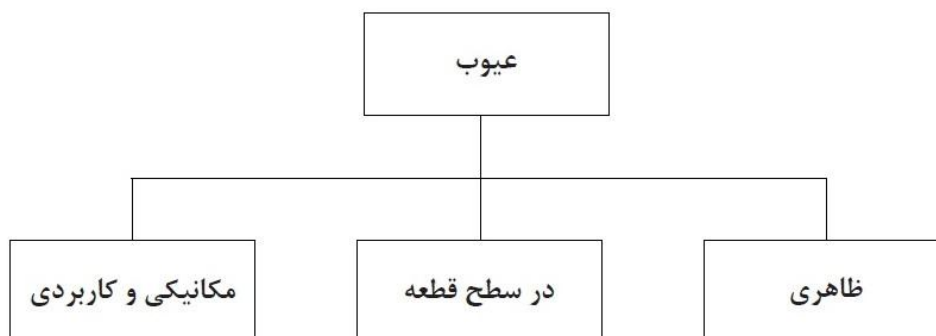 عیوب
ظاهری
در سطح قطعه
مکانیکی و کاربردی